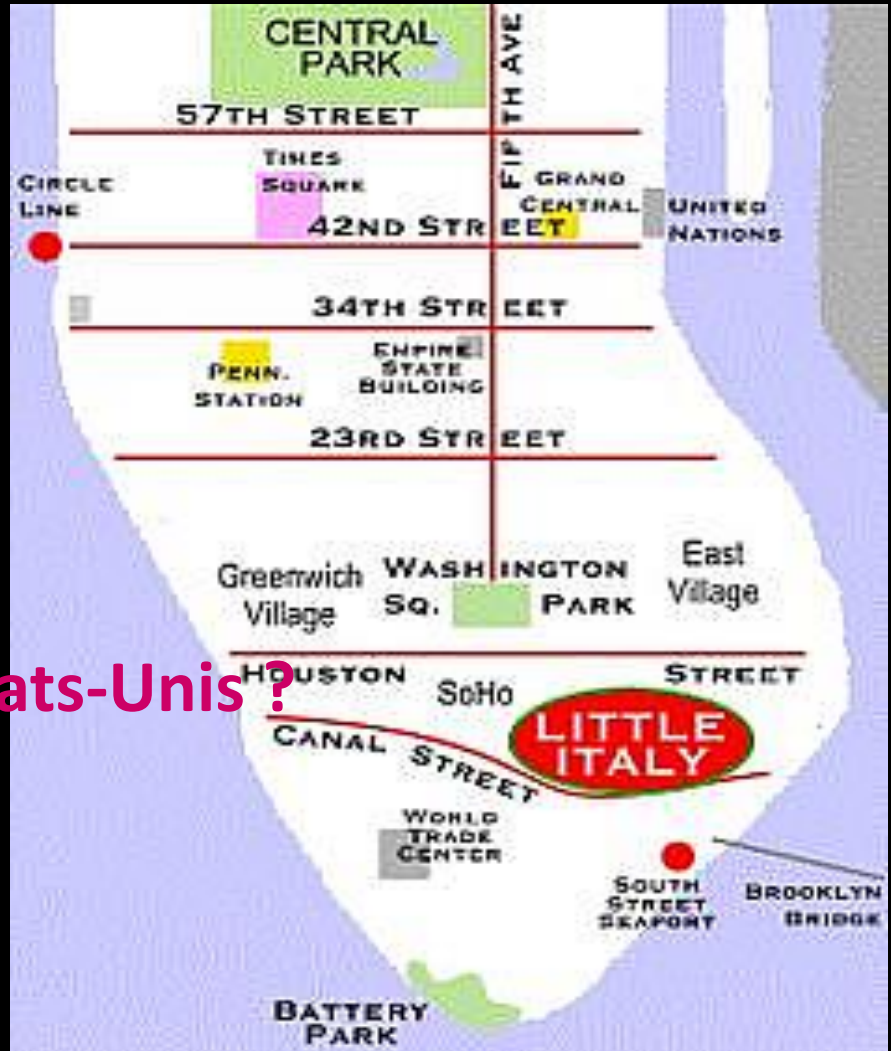 CENTRAL
PARK
FIFTH AVE
57TH STREET
TIMES
SQUARE
CIRCLE
LINE
GRAND
CENTRAL
UNITED
NATIONS
42ND STREET
34TH STREET
EMPIRE
STATE
BUILDING
PENN.
STATION
23RD STREET
Greenwich
Village
WASHINGTON
SQ. PARK
East
Village
ats-Unis ?
HOUSTON STREET
SoHo
LITTLE
ITALY
CANAL STREET
WORLD
TRADE
CENTER
SOUTH
STREET
SEAPORT
BROOKLYN
BRIDGE
BATTERY
PARK